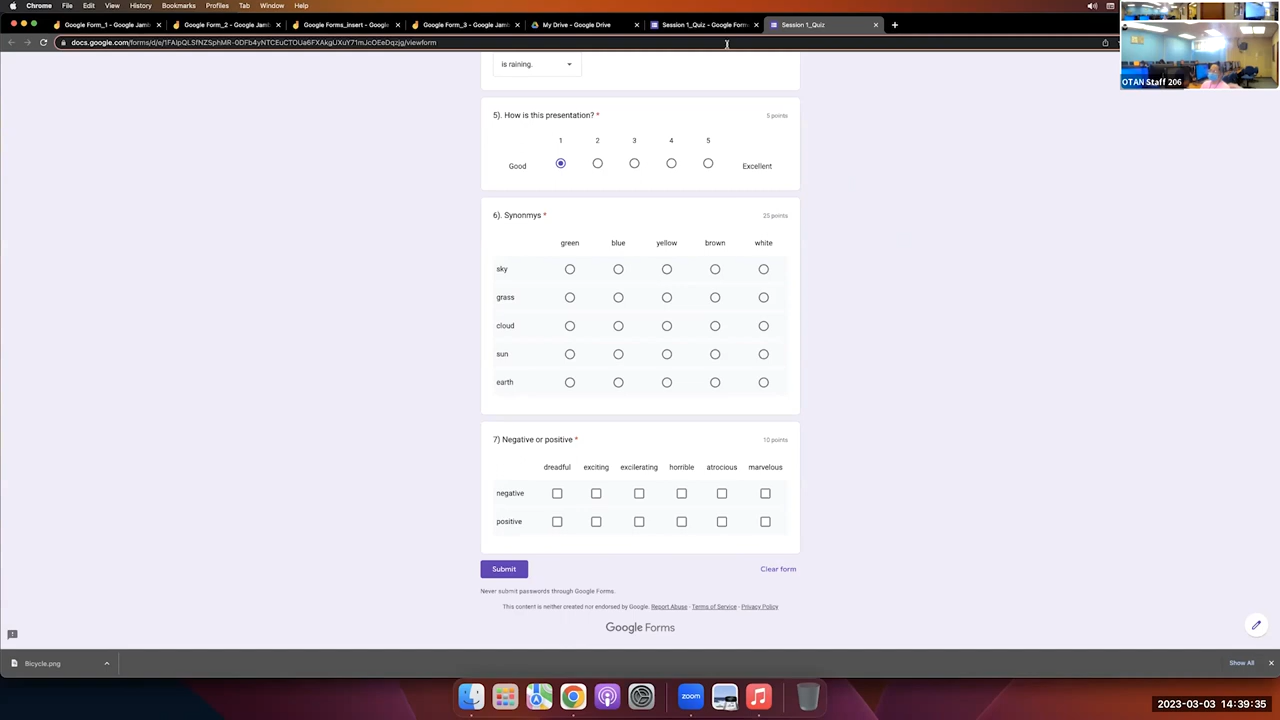 Chrome File Edit View History Bookmarks Profiles Tab Window Help
Google Form_1 - Google Jamb
Google Form_2 - Google Jamb
Google Forms_insert - Google
Google Form_3 - Google Jamb
My Drive - Google Drive
Session 1_Quiz - Google Form
Session 1_Quiz
docs.google.com/forms/d/e/1FAIpQLSfNZSphMR-0DFb4yNTCEuCTOUa6FXAkgUXuY71mJcOEeDqzjg/viewform
OTAN Staff 206
is raining.
5). How is this presentation? * 5 points
1 2 3 4 5
Good Excellent
6). Synonmys * 25 points
green blue yellow brown white
sky
grass
cloud
sun
earth
7) Negative or positive * 10 points
dreadful exciting excilerating horrible atrocious marvelous
negative
positive
Submit Clear form
Never submit passwords through Google Forms.
This content is neither created nor endorsed by Google. Report Abuse - Terms of Service - Privacy Policy
Google Forms
Bicycle.png Show All
zoom
2023-03-03 14:39:35